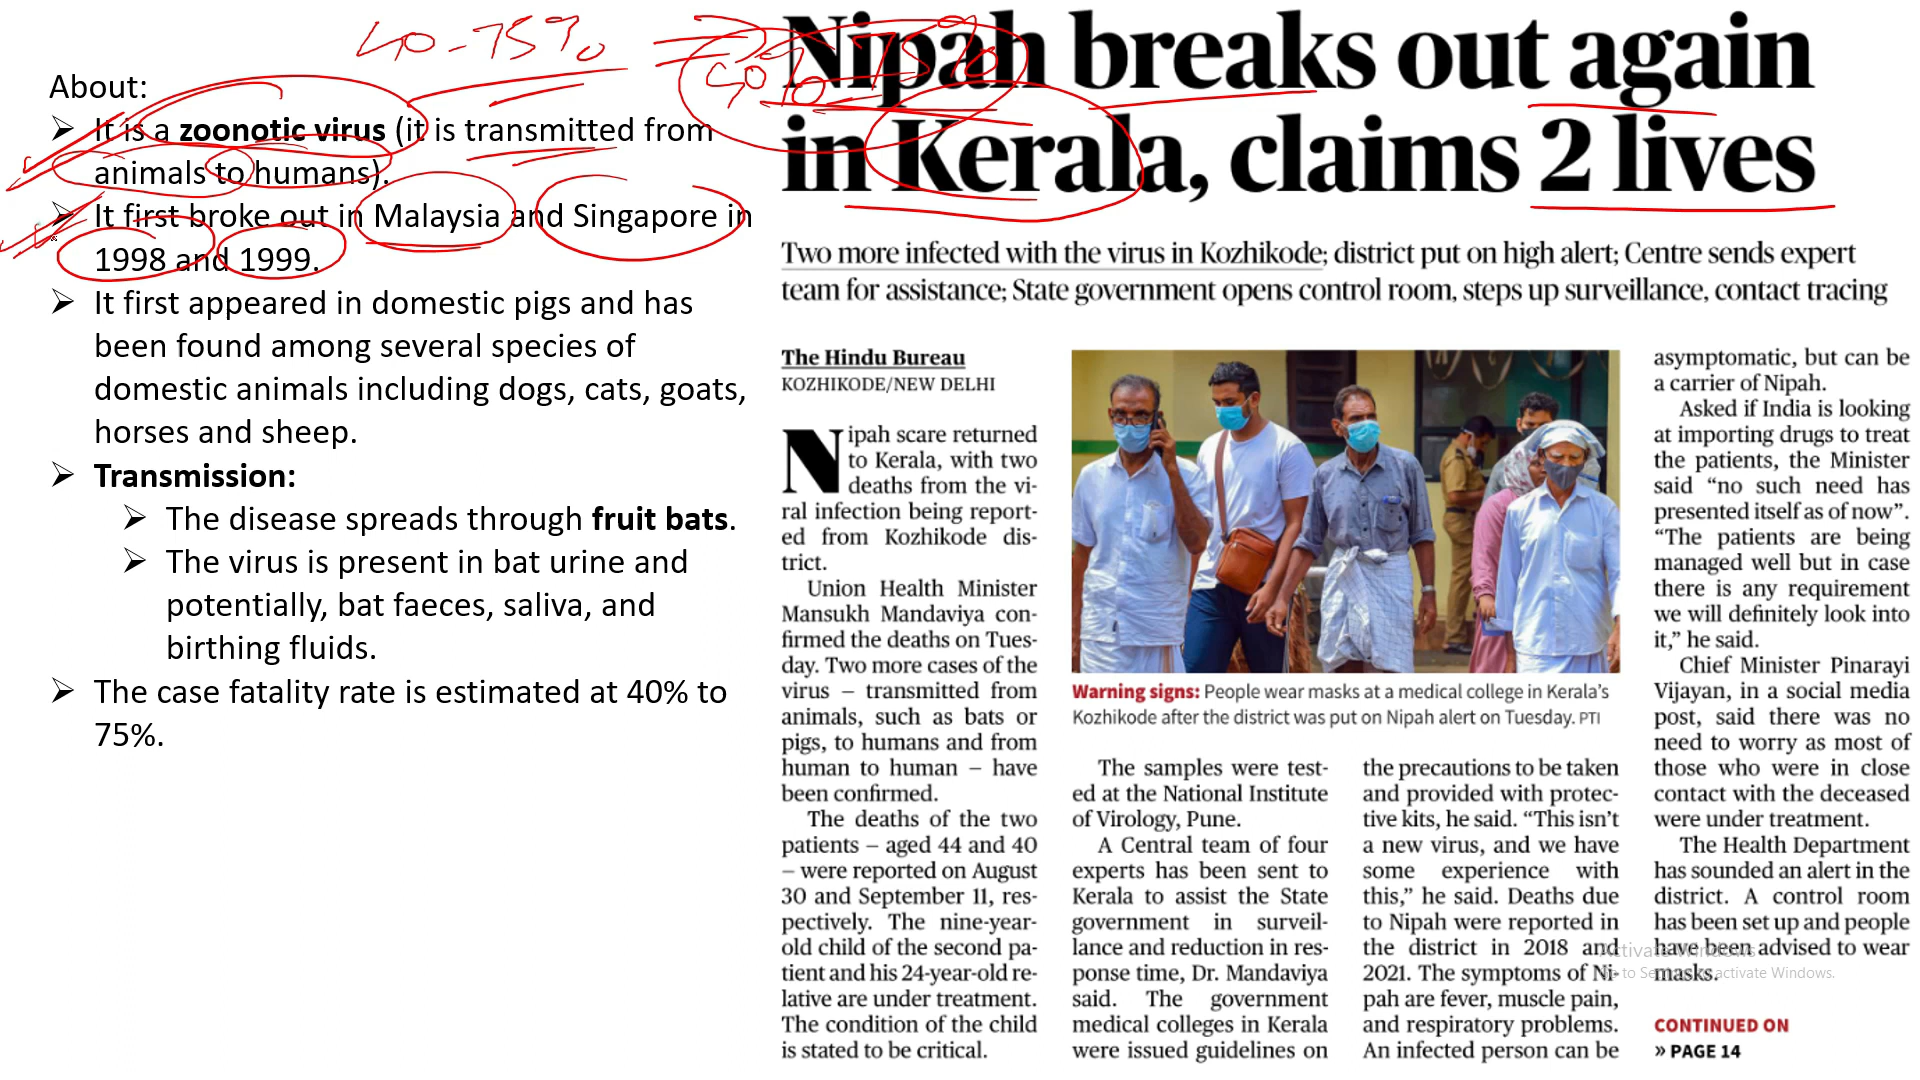 40-75%
About:
It is a zoonotic virus (it is transmitted from
animals to humans).
It first broke out in Malaysia and Singapore in
1998 and 1999.
It first appeared in domestic pigs and has
been found among several species of
domestic animals including dogs, cats, goats,
horses and sheep.
Transmission:
The disease spreads through fruit bats.
The virus is present in bat urine and
potentially, bat faeces, saliva, and
birthing fluids.
The case fatality rate is estimated at 40% to
75%.
Nipah breaks out again
in Kerala, claims 2 lives
Two more infected with the virus in Kozhikode; district put on high alert; Centre sends expert
team for assistance; State government opens control room, steps up surveillance, contact tracing
The Hindu Bureau
KOZHIKODE/NEW DELHI
Nipah scare returned
to Kerala, with two
deaths from the vi-
ral infection being report-
ed from Kozhikode dis-
trict.
Union Health Minister
Mansukh Mandaviya con-
firmed the deaths on Tues-
day. Two more cases of the
virus – transmitted from
animals, such as bats or
pigs, to humans and from
human to human – have
been confirmed.
The deaths of the two
patients – aged 44 and 40
– were reported on August
30 and September 11, res-
pectively. The nine-year-
old child of the second pa-
tient and his 24-year-old re-
lative are under treatment.
The condition of the child
is stated to be critical.
Warning signs: People wear masks at a medical college in Kerala’s
Kozhikode after the district was put on Nipah alert on Tuesday. PTI
The samples were test-
ed at the National Institute
of Virology, Pune.
A Central team of four
experts has been sent to
Kerala to assist the State
government in surveil-
lance and reduction in res-
ponse time, Dr. Mandaviya
said. The government
medical colleges in Kerala
were issued guidelines on
the precautions to be taken
and provided with protec-
tive kits, he said. “This isn’t
a new virus, and we have
some experience with
this,” he said. Deaths due
to Nipah were reported in
the district in 2018 and
2021. The symptoms of Ni-
pah are fever, muscle pain,
and respiratory problems.
An infected person can be
asymptomatic, but can be
a carrier of Nipah.
Asked if India is looking
at importing drugs to treat
the patients, the Minister
said “no such need has
presented itself as of now”.
“The patients are being
managed well but in case
there is any requirement
we will definitely look into
it,” he said.
Chief Minister Pinarayi
Vijayan, in a social media
post, said there was no
need to worry as most of
those who were in close
contact with the deceased
were under treatment.
The Health Department
has sounded an alert in the
district. A control room
has been set up and people
have been advised to wear
masks.
CONTINUED ON
» PAGE 14
Activate Windows
Go to Settings to activate Windows.